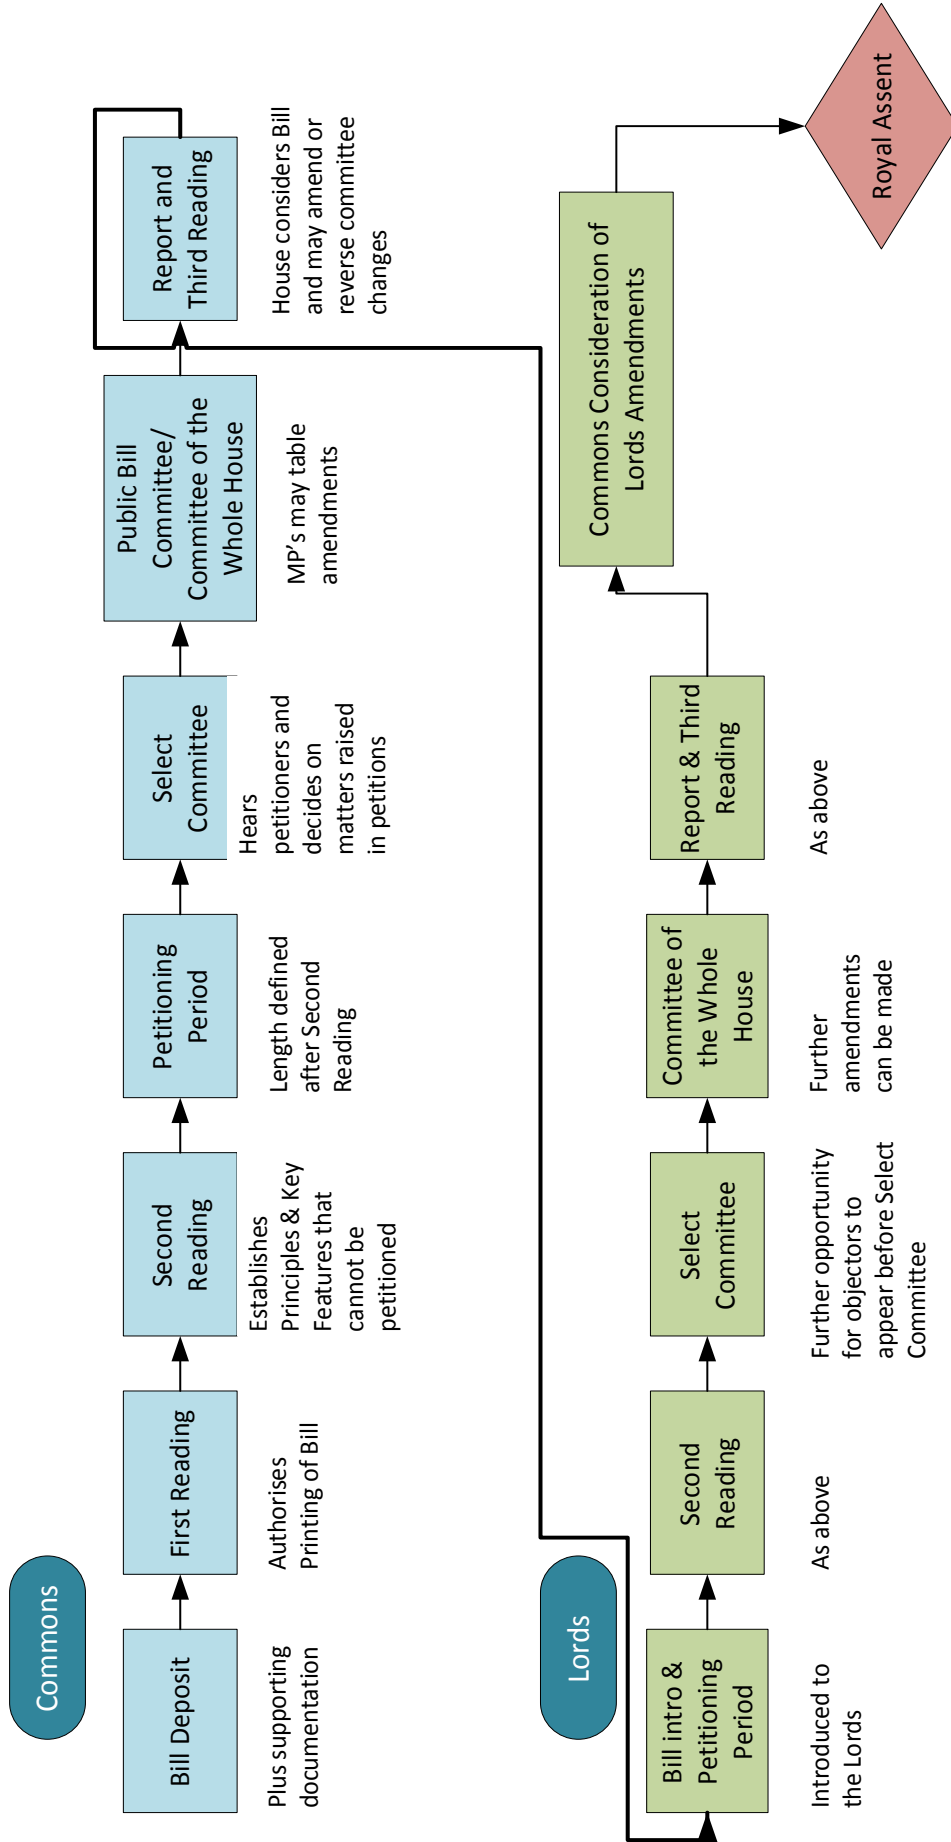 Commons
Bill Deposit
Plus supporting
documentation
First Reading
Authorises
Printing of Bill
Second
Reading
Establishes
Principles & Key
Features that
cannot be
petitioned
Petitioning
Period
Length defined
after Second
Reading
Select
Committee
Hears
petitioners and
decides on
matters raised
in petitions
Public Bill
Committee/
Committee of the
Whole House
MP's may table
amendments
Report and
Third Reading
House considers Bill
and may amend or
reverse committee
changes
Lords
Bill intro &
Petitioning
Period
Introduced to
the Lords
Second
Reading
As above
Select
Committee
Further opportunity
for objectors to
appear before Select
Committee
Committee of
the Whole
House
Further
amendments
can be made
Report & Third
Reading
As above
Commons Consideration of
Lords Amendments
Royal Assent